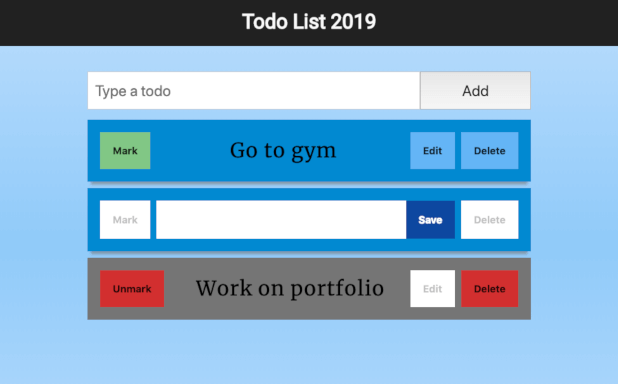 Todo List 2019
Type a todo Add
Mark Go to gym Edit Delete
Mark Save Delete
Unmark Work on portfolio Edit Delete